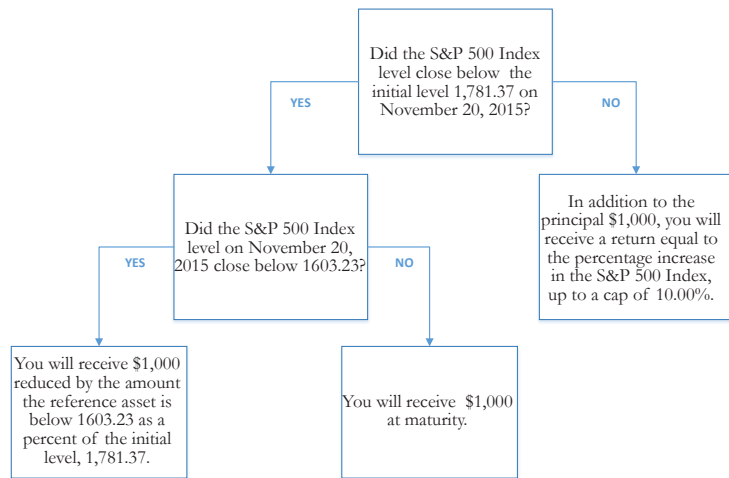 Did the S&P 500 Index
level close below the
initial level 1,781.37 on
November 20, 2015?
YES
NO
Did the S&P 500 Index
level on November 20,
2015 close below 1603.23?
In addition to the
principal $1,000, you will
receive a return equal to
the percentage increase
in the S&P 500 Index,
up to a cap of 10.00%.
YES
NO
You will receive $1,000
reduced by the amount
the reference asset is
below 1603.23 as a
percent of the initial
level, 1,781.37.
You will receive $1,000
at maturity.